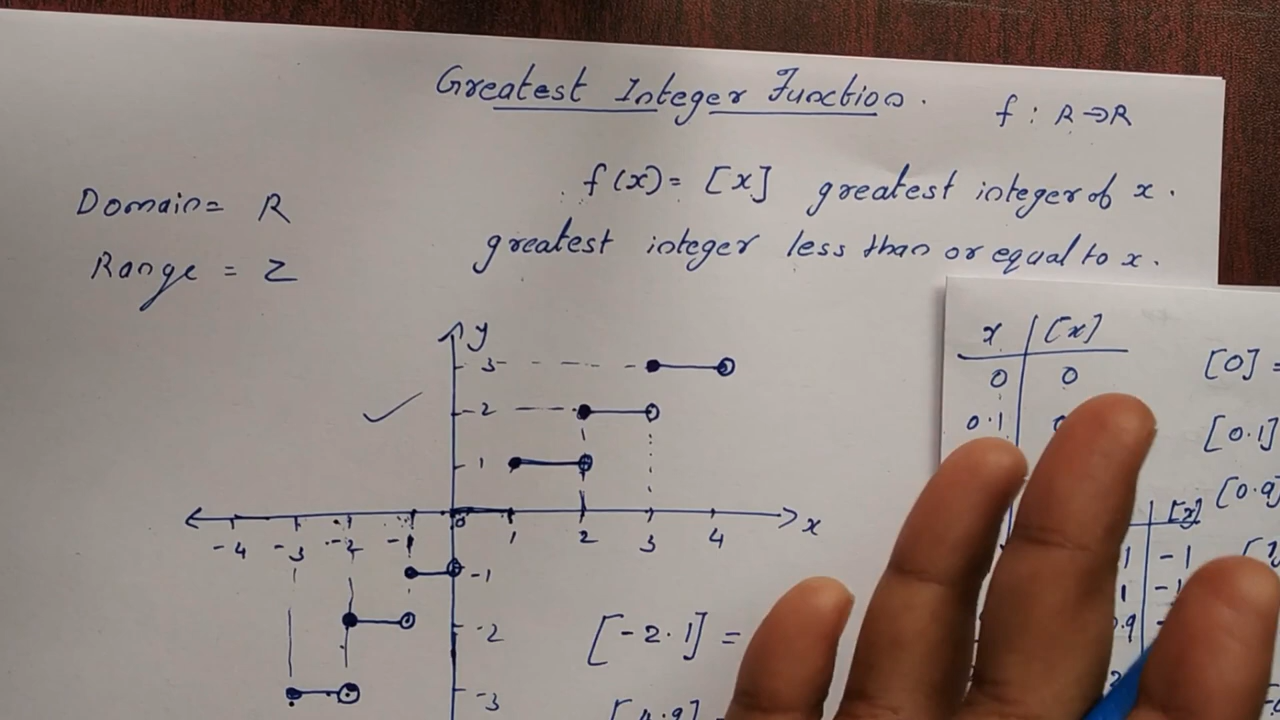 Greatest Integer Function.
f : R → R
f(x) = [x] greatest integer of x.
greatest integer less than or equal to x.
Domain = R
Range = Z
y
3
2
1
-4 -3 -2 -1 0 1 2 3 4 x
-1
-2
-3
[-2.1] =
x [x]
0 0
0.1
[0] =
[0.1]
[0.9]
[x]
1 -1